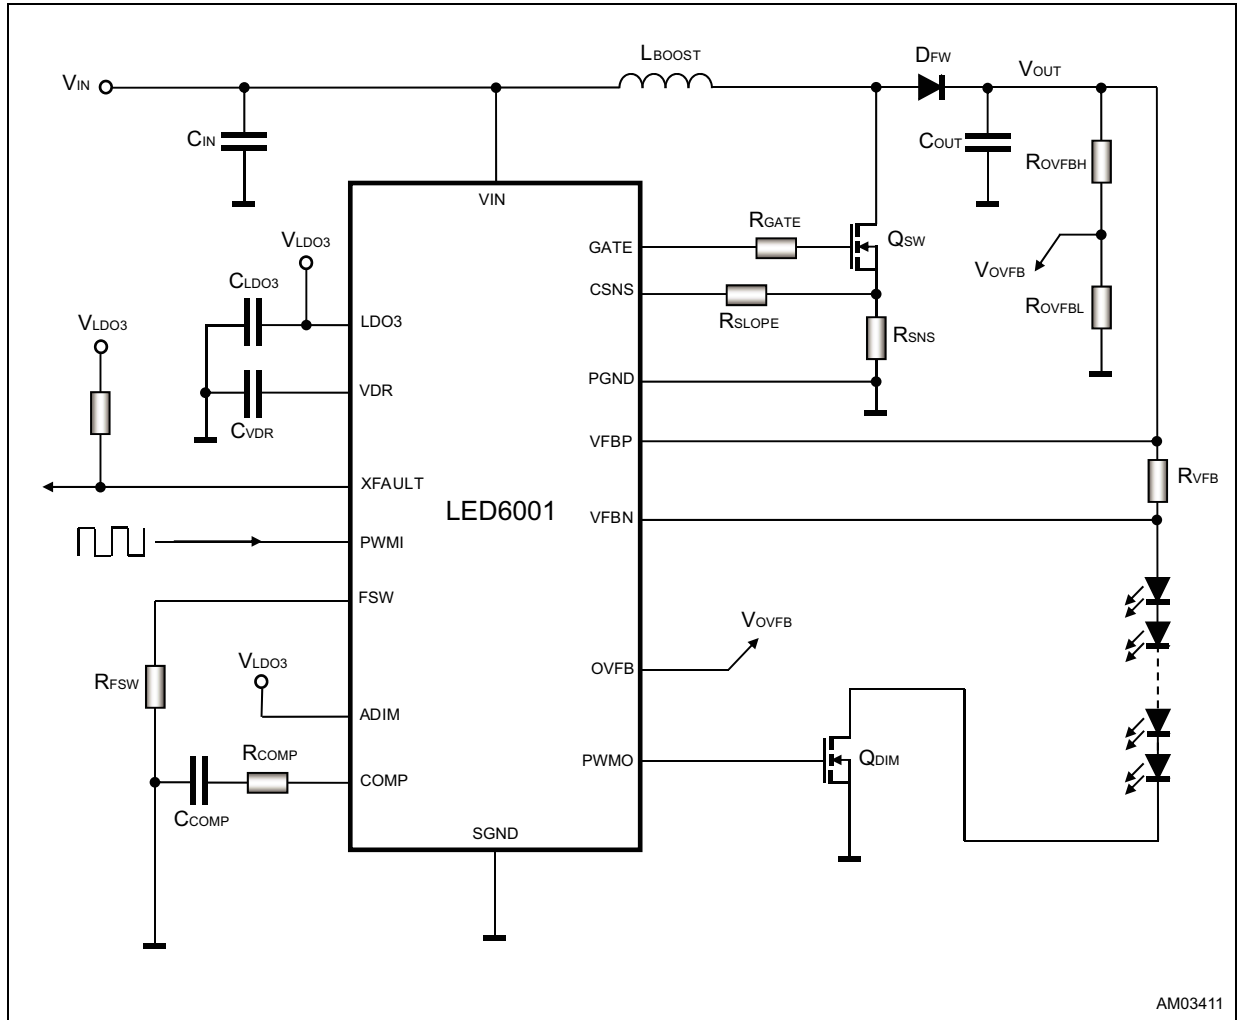 LBOOST
DFW
VOUT
VIN
CIN
COUT
ROVFBH
VIN
RGATE
QSW
GATE
VLDO3
VOVFB
CLDO3
CSNS
ROVFBL
LDO3
RSLOPE
VLDO3
RSNS
PGND
VDR
CVDR
VFBP
RVFB
XFAULT
LED6001
VFBN
PWMI
FSW
VOVFB
VLDO3
OVFB
RFSW
ADIM
RCOMP
PWMO
QDIM
COMP
CCOMP
SGND
AM03411